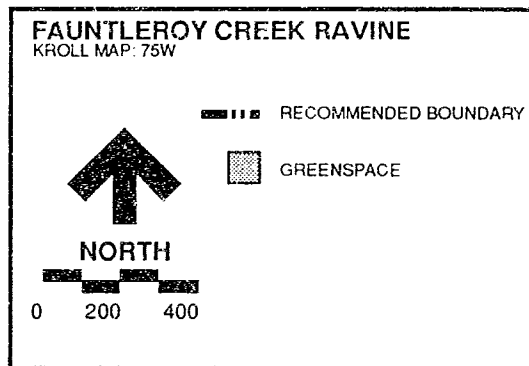 FAUNTLEROY CREEK RAVINE
KROLL MAP: 75W
RECOMMENDED BOUNDARY
GREENSPACE
NORTH
0 200 400